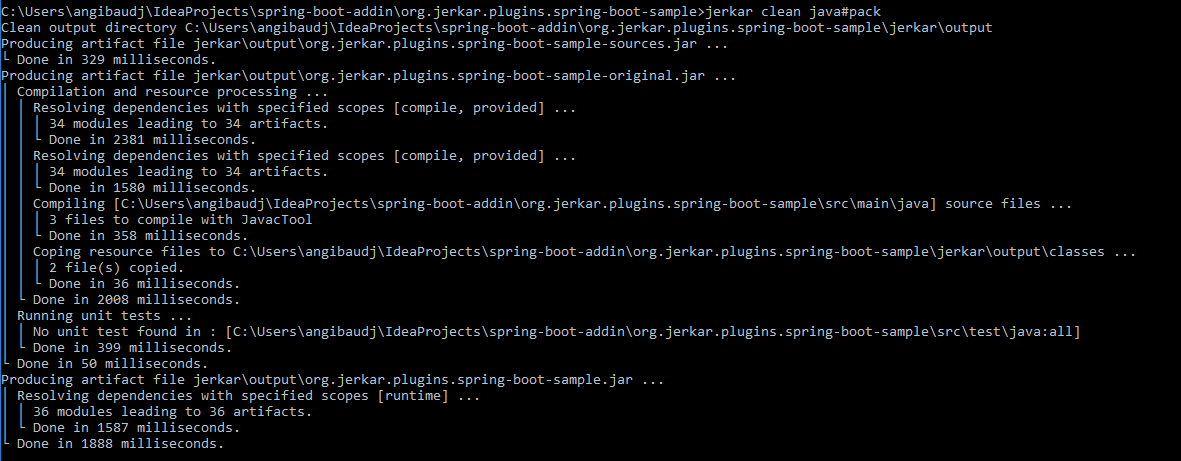 C:\Users\angibaudj\IdeaProjects\spring-boot-addin\org.jerkar.plugins.spring-boot-sample>jerkar clean java#pack
Clean output directory C:\Users\angibaudj\IdeaProjects\spring-boot-addin\org.jerkar.plugins.spring-boot-sample\jerkar\output
Producing artifact file jerkar\output\org.jerkar.plugins.spring-boot-sample-sources.jar ...
└ Done in 329 milliseconds.
Producing artifact file jerkar\output\org.jerkar.plugins.spring-boot-sample-original.jar ...
│ Compilation and resource processing ...
│ │ Resolving dependencies with specified scopes [compile, provided] ...
│ │ │ 34 modules leading to 34 artifacts.
│ │ └ Done in 2381 milliseconds.
│ │ Resolving dependencies with specified scopes [compile, provided] ...
│ │ │ 34 modules leading to 34 artifacts.
│ │ └ Done in 1580 milliseconds.
│ │ Compiling [C:\Users\angibaudj\IdeaProjects\spring-boot-addin\org.jerkar.plugins.spring-boot-sample\src\main\java] source files ...
│ │ │ 3 files to compile with JavacTool
│ │ └ Done in 358 milliseconds.
│ │ Coping resource files to C:\Users\angibaudj\IdeaProjects\spring-boot-addin\org.jerkar.plugins.spring-boot-sample\jerkar\output\classes ...
│ │ │ 2 file(s) copied.
│ │ └ Done in 36 milliseconds.
│ └ Done in 2008 milliseconds.
│ Running unit tests ...
│ │ No unit test found in : [C:\Users\angibaudj\IdeaProjects\spring-boot-addin\org.jerkar.plugins.spring-boot-sample\src\test\java:all]
│ └ Done in 399 milliseconds.
└ Done in 50 milliseconds.
Producing artifact file jerkar\output\org.jerkar.plugins.spring-boot-sample.jar ...
│ Resolving dependencies with specified scopes [runtime] ...
│ │ 36 modules leading to 36 artifacts.
│ └ Done in 1587 milliseconds.
└ Done in 1888 milliseconds.